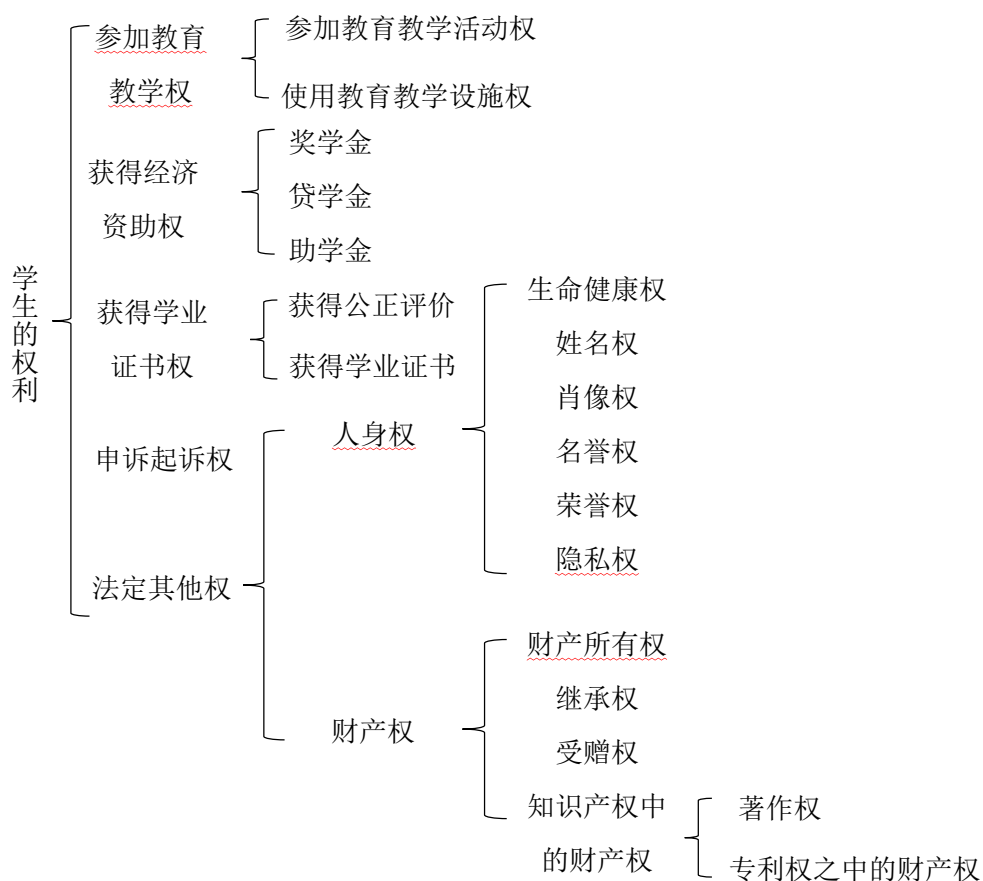 学生的权利
参加教育
教学权
参加教育教学活动权
使用教育教学设施权
获得经济
资助权
奖学金
贷学金
助学金
获得学业
证书权
获得公正评价
获得学业证书
申诉起诉权
法定其他权
人身权
生命健康权
姓名权
肖像权
名誉权
荣誉权
隐私权
财产权
财产所有权
继承权
受赠权
知识产权中
的财产权
著作权
专利权之中的财产权